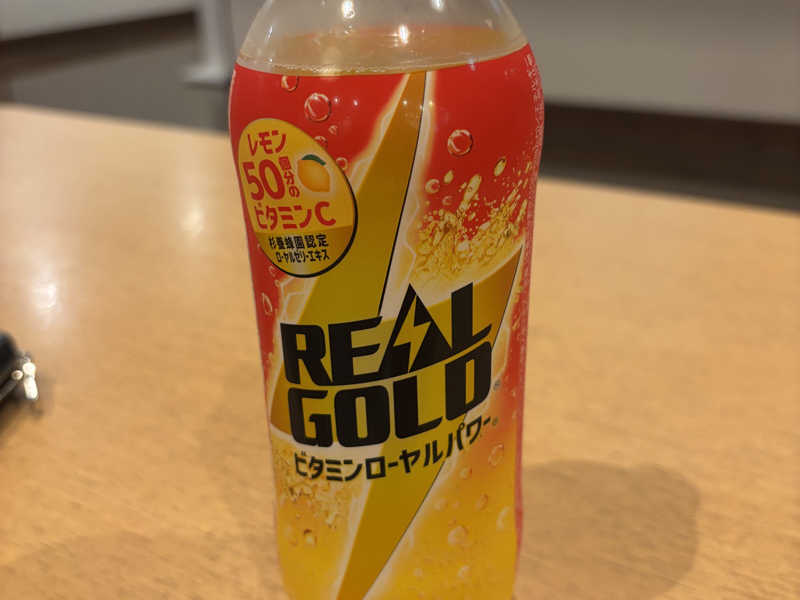 レモン
50個分の
ビタミンC
杉養蜂園認定
ローヤルゼリーエキス
REAL
GOLD®
ビタミンローヤルパワー®